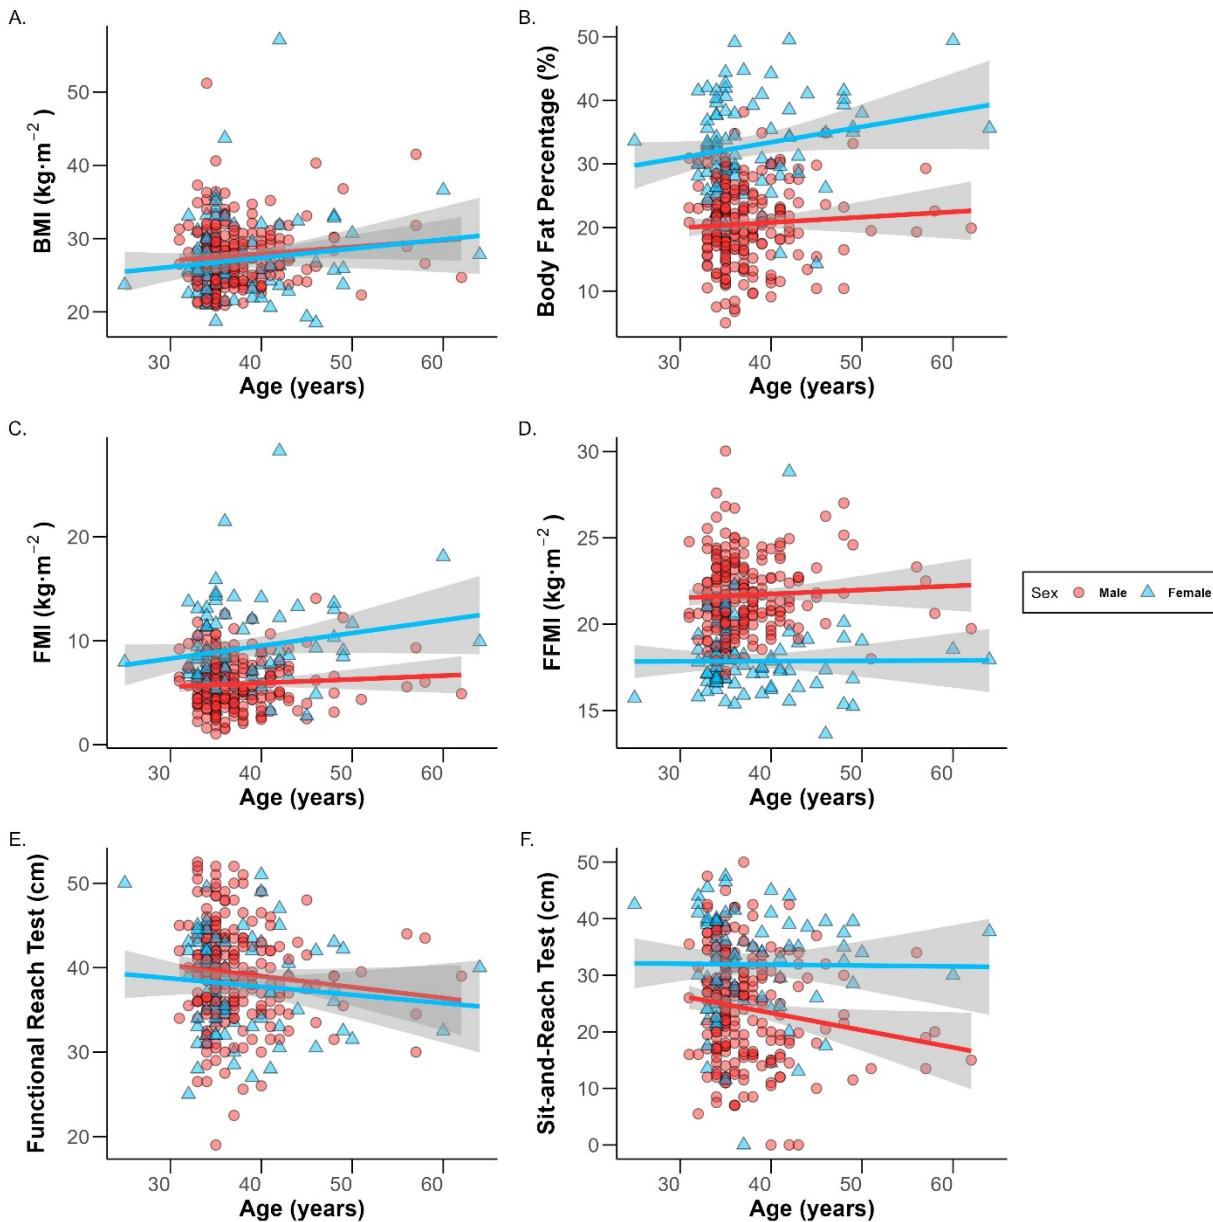 A.
BMI (kg·m⁻² )
50
40
30
20
30 40 50 60
Age (years)
B.
Body Fat Percentage (%)
50
40
30
20
10
30 40 50 60
Age (years)
C.
FMI (kg·m⁻² )
20
10
0
30 40 50 60
Age (years)
D.
FFMI (kg·m⁻² )
30
25
20
15
30 40 50 60
Age (years)
Sex Male Female
E.
Functional Reach Test (cm)
50
40
30
20
30 40 50 60
Age (years)
F.
Sit-and-Reach Test (cm)
50
40
30
20
10
0
30 40 50 60
Age (years)